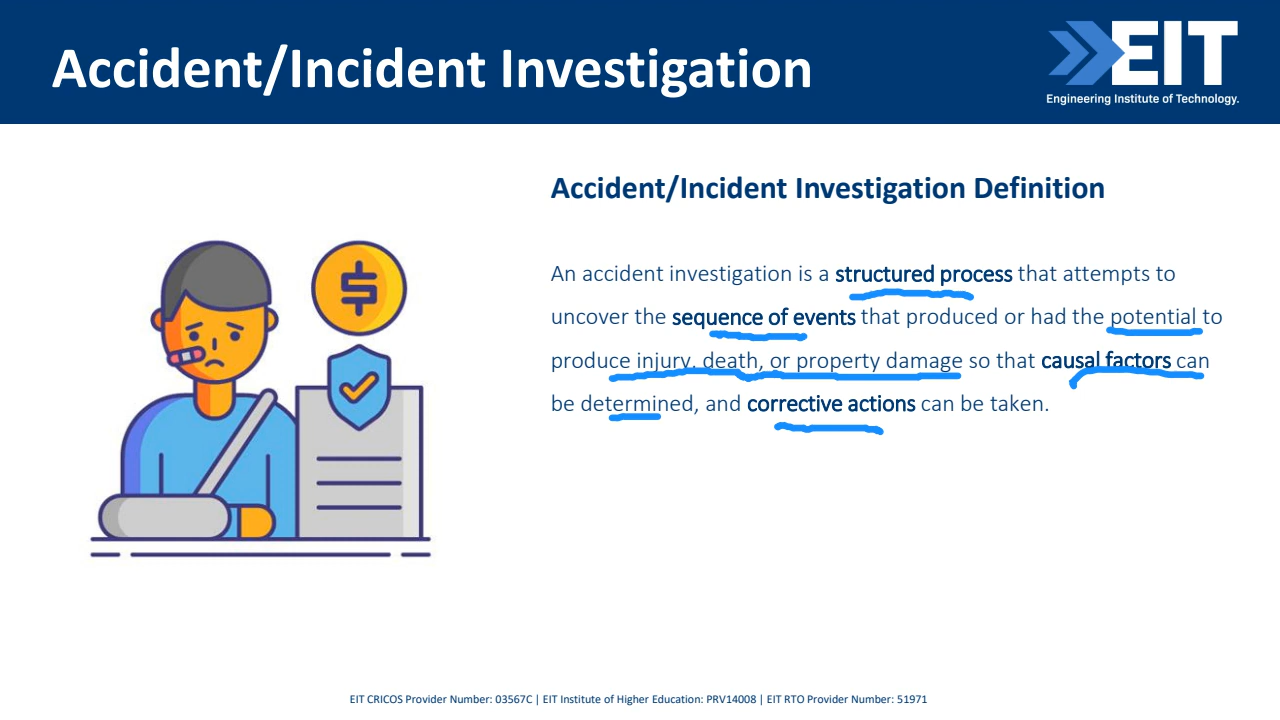 Accident/Incident Investigation
EIT
Engineering Institute of Technology.
Accident/Incident Investigation Definition
An accident investigation is a structured process that attempts to
uncover the sequence of events that produced or had the potential to
produce injury, death, or property damage so that causal factors can
be determined, and corrective actions can be taken.
$
EIT CRICOS Provider Number: 03567C | EIT Institute of Higher Education: PRV14008 | EIT RTO Provider Number: 51971